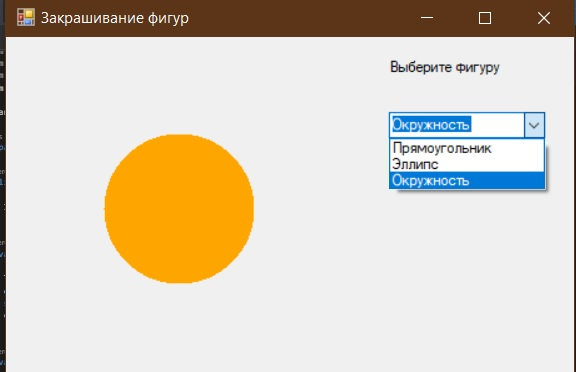 Закрашивание фигур
Выберите фигуру
Окружность
Прямоугольник
Эллипс
Окружность